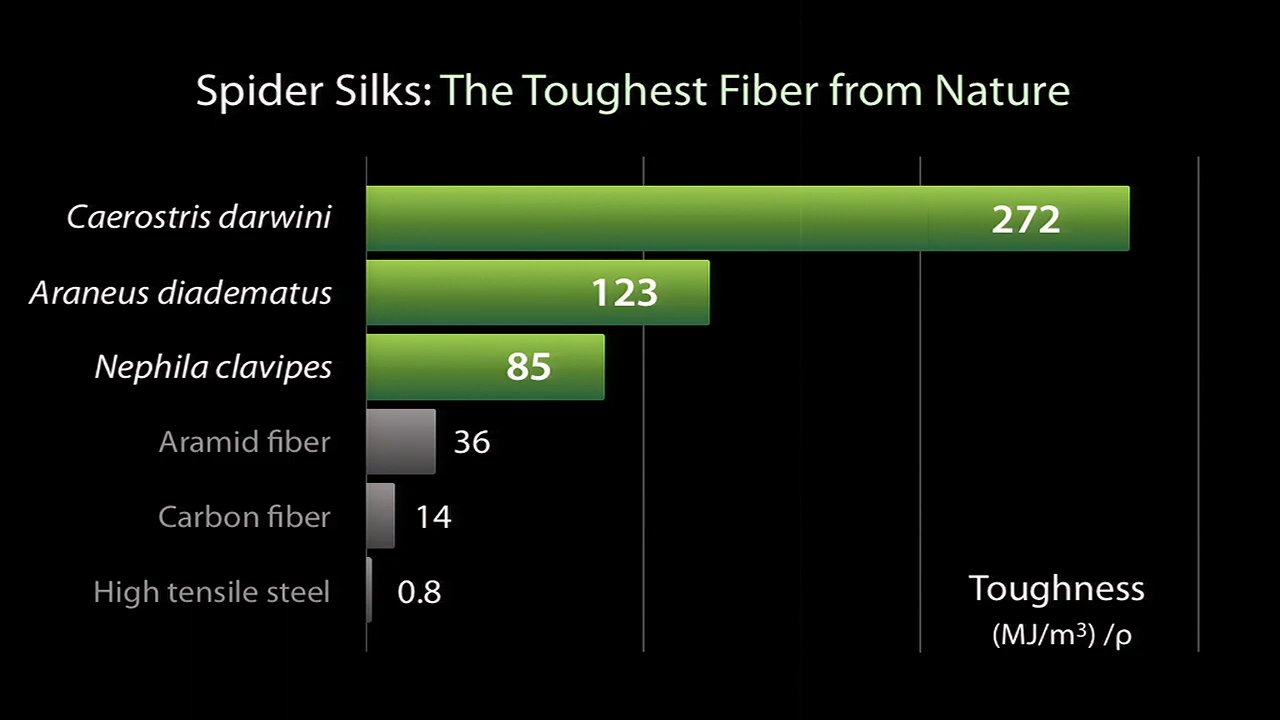 Spider Silks: The Toughest Fiber from Nature
Caerostris darwini 272
Araneus diadematus 123
Nephila clavipes 85
Aramid fiber 36
Carbon fiber 14
High tensile steel 0.8
Toughness
(MJ/m³) /ρ